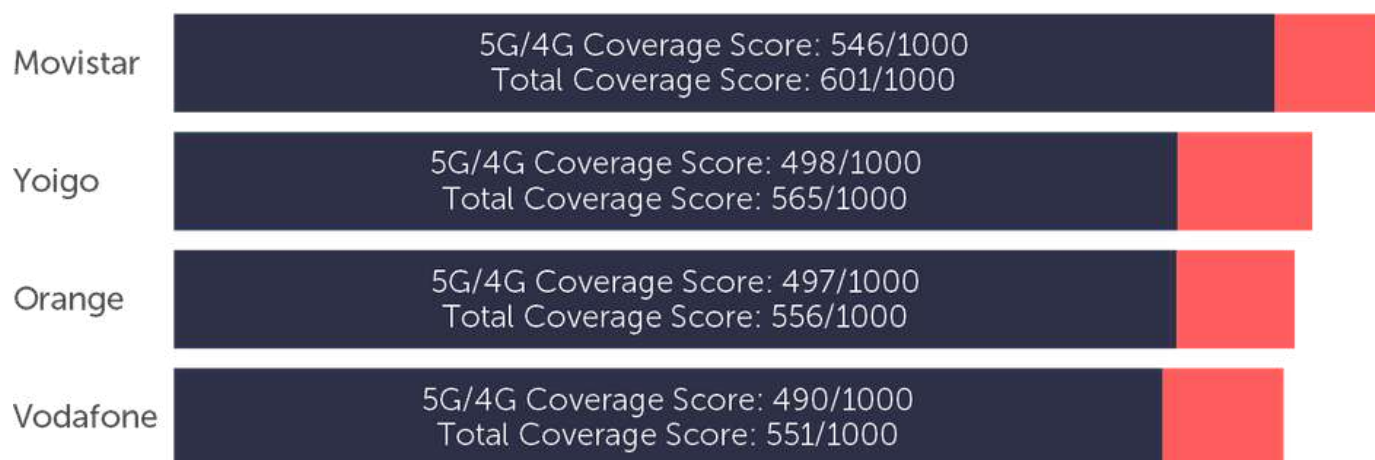 Movistar
5G/4G Coverage Score: 546/1000
Total Coverage Score: 601/1000
Yoigo
5G/4G Coverage Score: 498/1000
Total Coverage Score: 565/1000
Orange
5G/4G Coverage Score: 497/1000
Total Coverage Score: 556/1000
Vodafone
5G/4G Coverage Score: 490/1000
Total Coverage Score: 551/1000